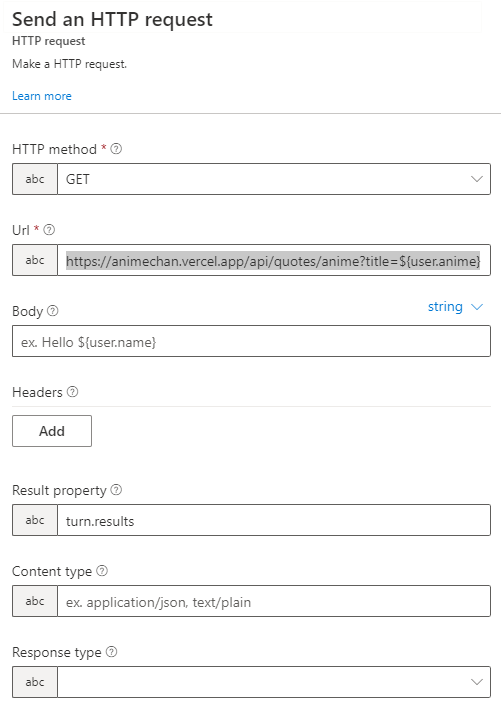 Send an HTTP request
HTTP request
Make a HTTP request.
Learn more
HTTP method *
abc GET
Url *
abc https://animechan.vercel.app/api/quotes/anime?title=${user.anime}
Body string
ex. Hello ${user.name}
Headers
Add
Result property
abc turn.results
Content type
abc ex. application/json, text/plain
Response type
abc